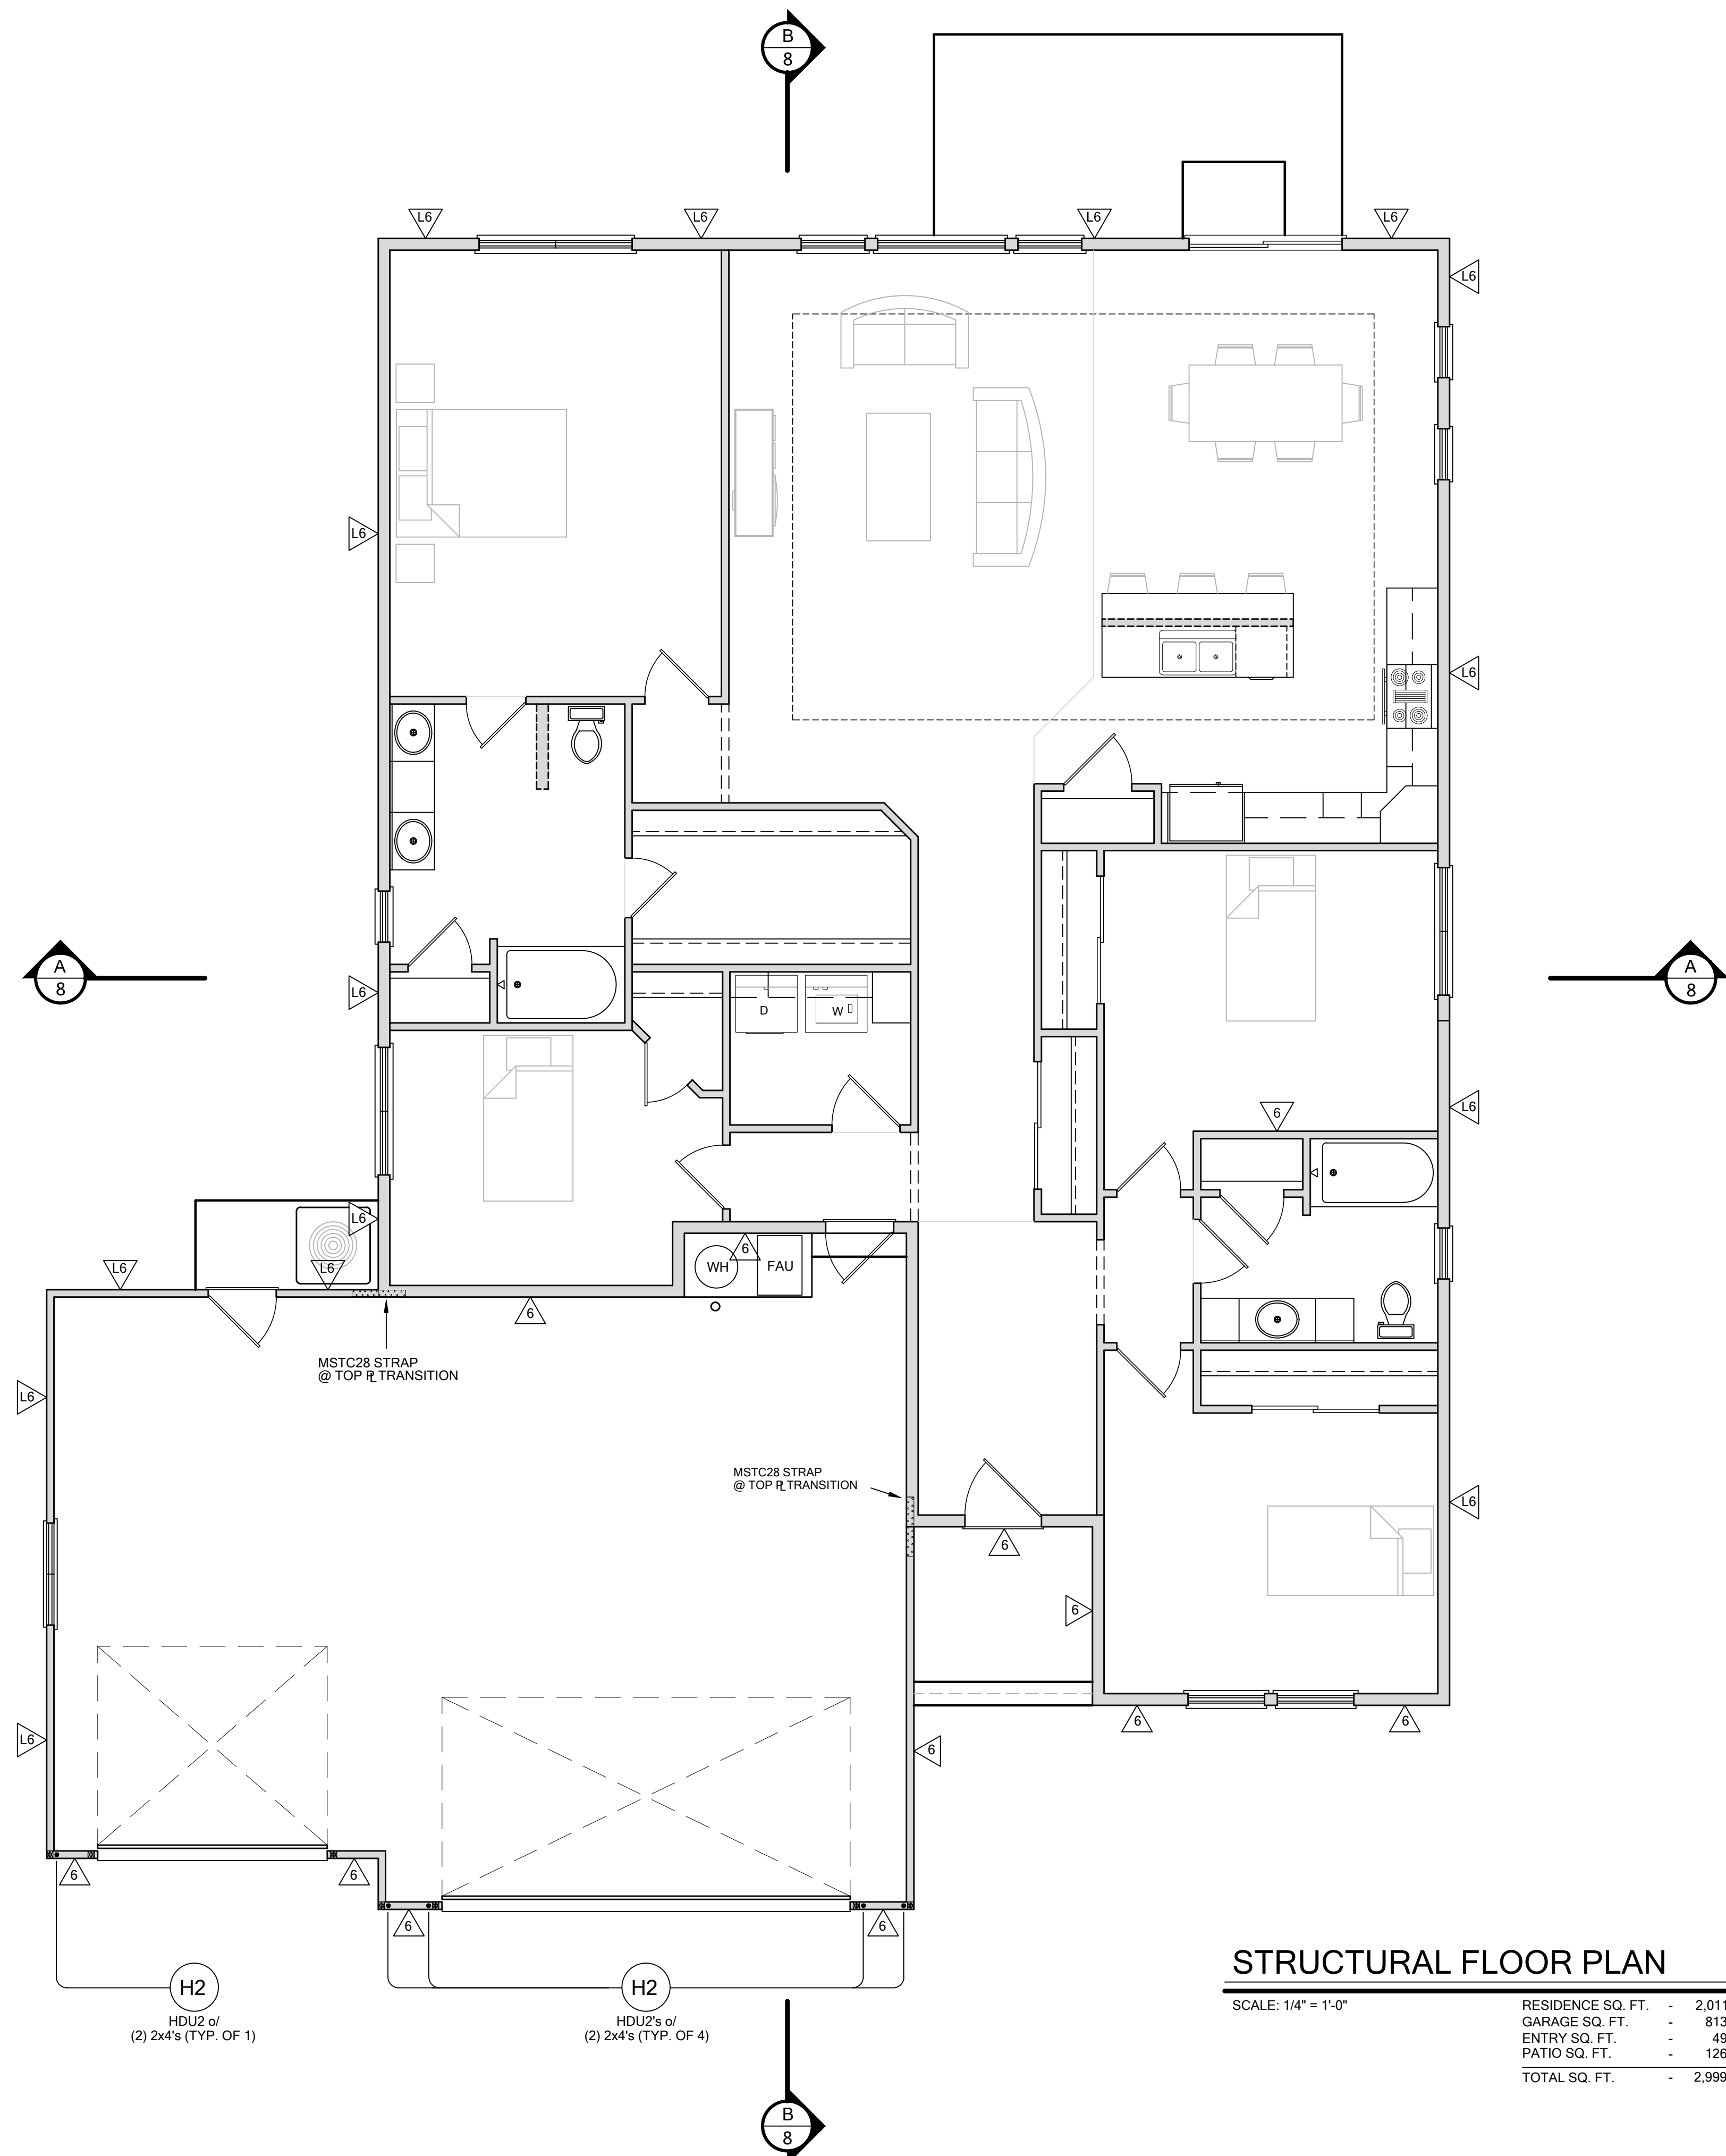 B
8
L6
L6
L6
L6
L6
L6
L6
A
8
A
8
L6
D
W
L6
6
L6
L6
L6
6
WH
FAU
6
MSTC28 STRAP
@ TOP PL TRANSITION
L6
MSTC28 STRAP
@ TOP PL TRANSITION
L6
6
6
L6
6
6
6
6
6
6
6
H2
HDU2 o/
(2) 2x4's (TYP. OF 1)
H2
HDU2's o/
(2) 2x4's (TYP. OF 4)
STRUCTURAL FLOOR PLAN
SCALE: 1/4" = 1'-0"
RESIDENCE SQ. FT. - 2,011
GARAGE SQ. FT. - 813
ENTRY SQ. FT. - 49
PATIO SQ. FT. - 126
TOTAL SQ. FT. - 2,999
B
8